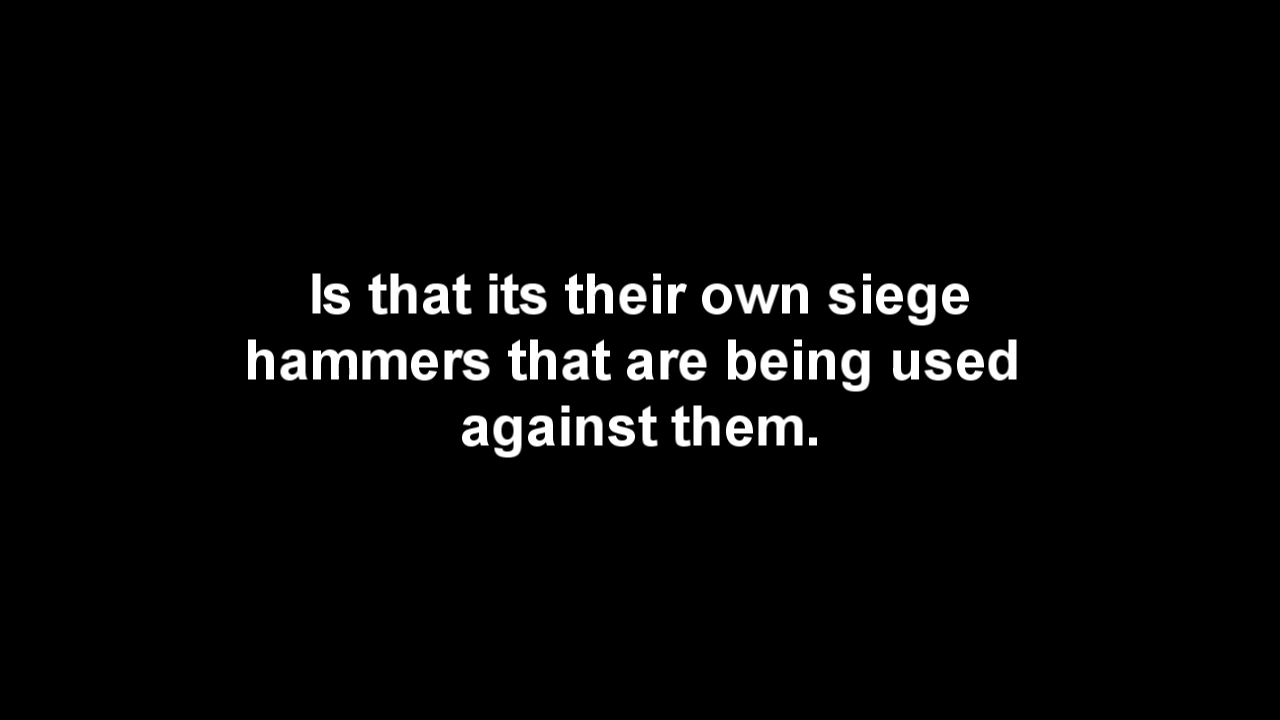 Is that its their own siege
hammers that are being used
against them.